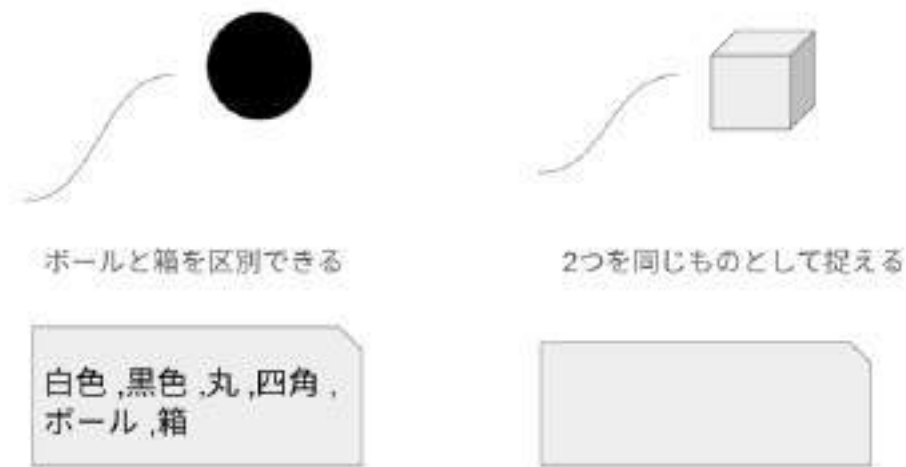 ボールと箱を区別できる
2つを同じものとして捉える
白色 ,黒色 ,丸 ,四角 ,
ボール ,箱